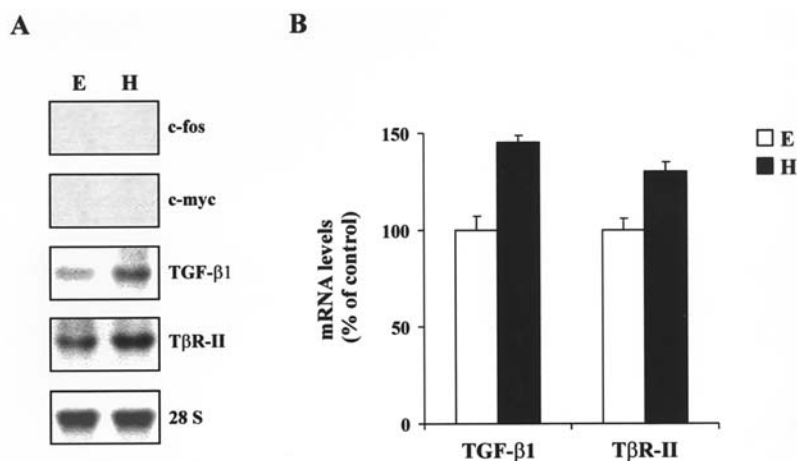 A
E H
c-fos
c-myc
TGF-β1
TβR-II
28 S
B
mRNA levels
(% of control)
150
100
50
0
TGF-β1 TβR-II
E
H